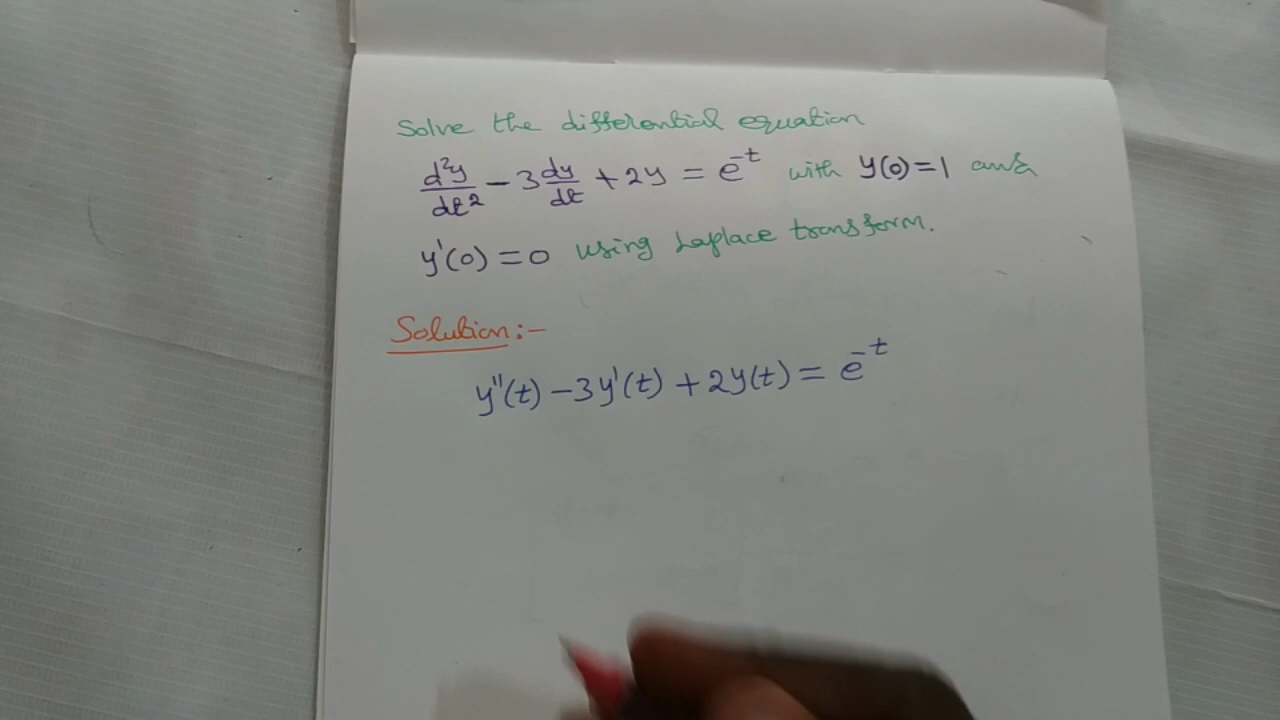 Solve the differential equation
d²y/dt² - 3 dy/dt + 2y = e^-t with y(0)=1 and
y'(0) = 0 using Laplace transform.
Solution:-
y''(t) - 3y'(t) + 2y(t) = e^-t